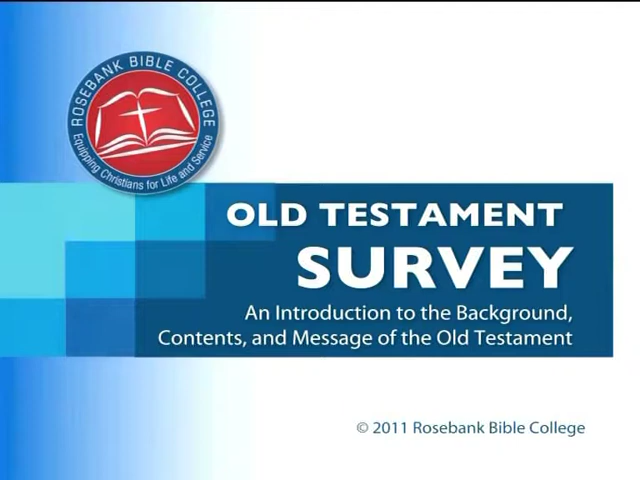 ROSEBANK BIBLE COLLEGE
Equipping Christians for Life and Service
OLD TESTAMENT
SURVEY
An Introduction to the Background,
Contents, and Message of the Old Testament
© 2011 Rosebank Bible College